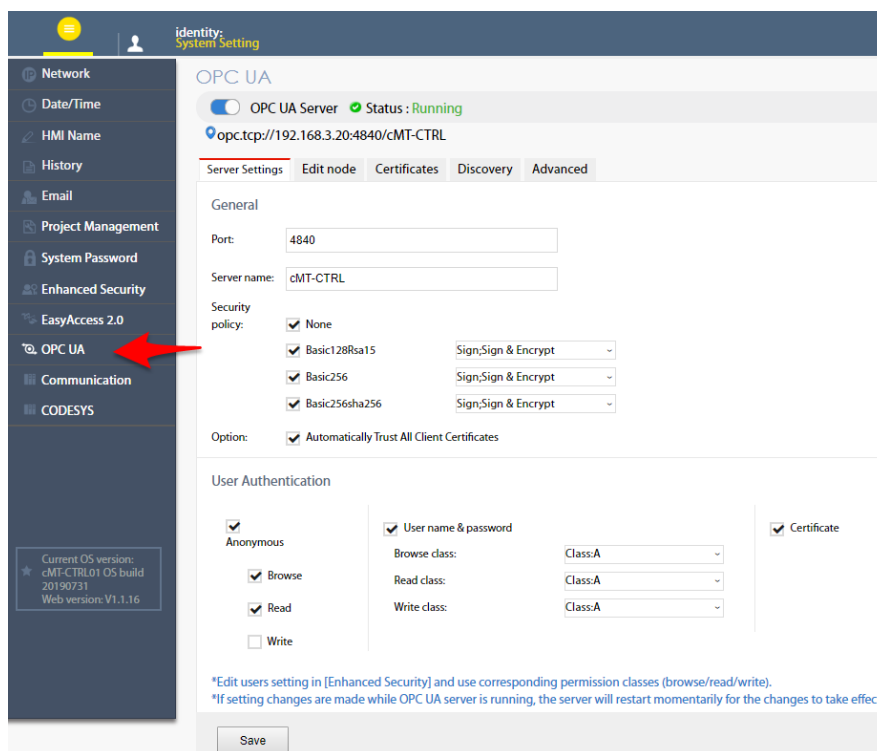 identity:
System Setting
Network
Date/Time
HMI Name
History
Email
Project Management
System Password
Enhanced Security
EasyAccess 2.0
OPC UA
Communication
CODESYS
Current OS version:
cMT-CTRL01 OS build
20190731
Web version: V1.1.16
OPC UA
OPC UA Server Status : Running
opc.tcp://192.168.3.20:4840/cMT-CTRL
Server Settings Edit node Certificates Discovery Advanced
General
Port: 4840
Server name: cMT-CTRL
Security
policy: None
Basic128Rsa15 Sign;Sign & Encrypt
Basic256 Sign;Sign & Encrypt
Basic256sha256 Sign;Sign & Encrypt
Option: Automatically Trust All Client Certificates
User Authentication
Anonymous
Browse
Read
Write
User name & password
Browse class: Class:A
Read class: Class:A
Write class: Class:A
Certificate
*Edit users setting in [Enhanced Security] and use corresponding permission classes (browse/read/write).
*If setting changes are made while OPC UA server is running, the server will restart momentarily for the changes to take effec
Save